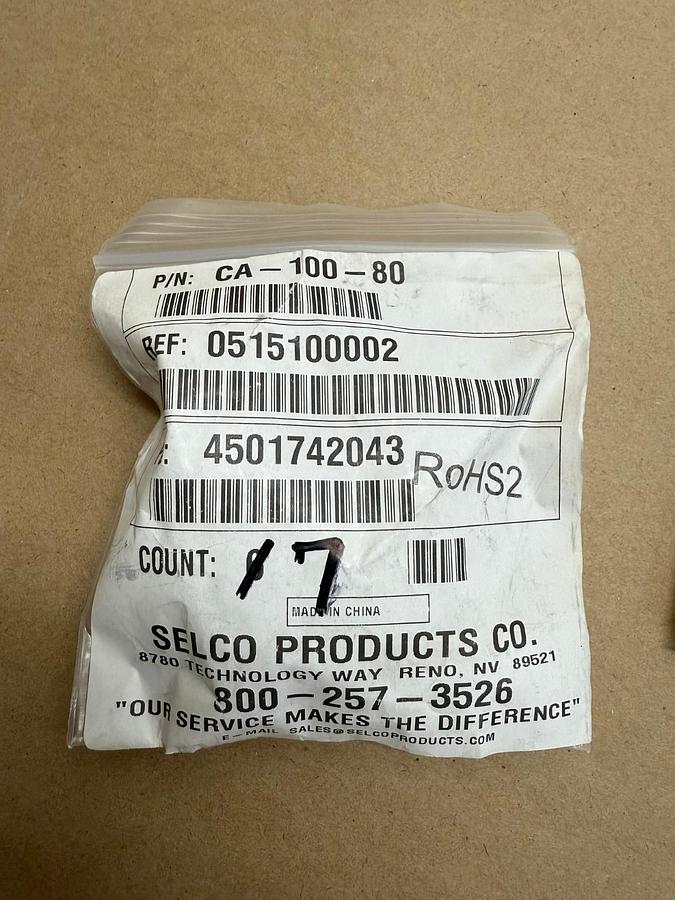 P/N: CA-100-80
REF: 0515100002
: 4501742043
RoHS2
COUNT: 7
MADE IN CHINA
SELCO PRODUCTS CO.
8780 TECHNOLOGY WAY RENO, NV 89521
800-257-3526
"OUR SERVICE MAKES THE DIFFERENCE"
E-MAIL SALES@SELCOPRODUCTS.COM